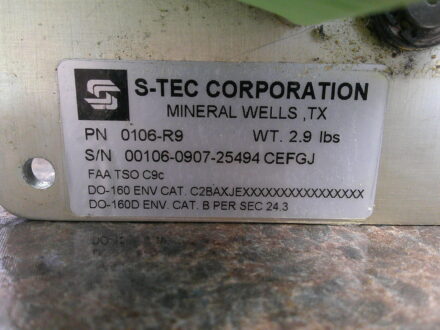 S-TEC CORPORATION
MINERAL WELLS ,TX
PN 0106-R9 WT. 2.9 lbs
S/N 00106-0907-25494 CEFGJ
FAA TSO C9c
DO-160 ENV CAT. C2BAXJEXXXXXXXXXXXXXXXXX
DO-160D ENV. CAT. B PER SEC 24.3